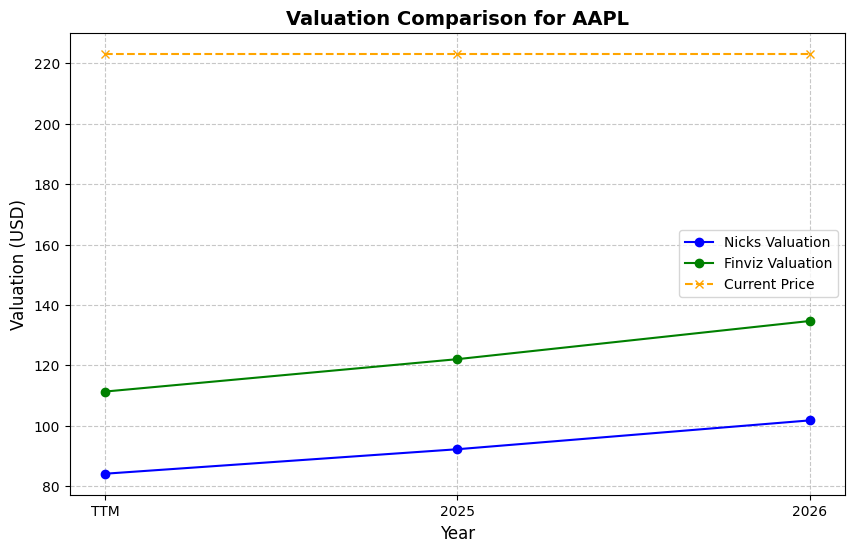 Valuation Comparison for AAPL
Valuation (USD)
220
200
180
160
140
120
100
80
Nicks Valuation
Finviz Valuation
Current Price
TTM 2025 2026
Year